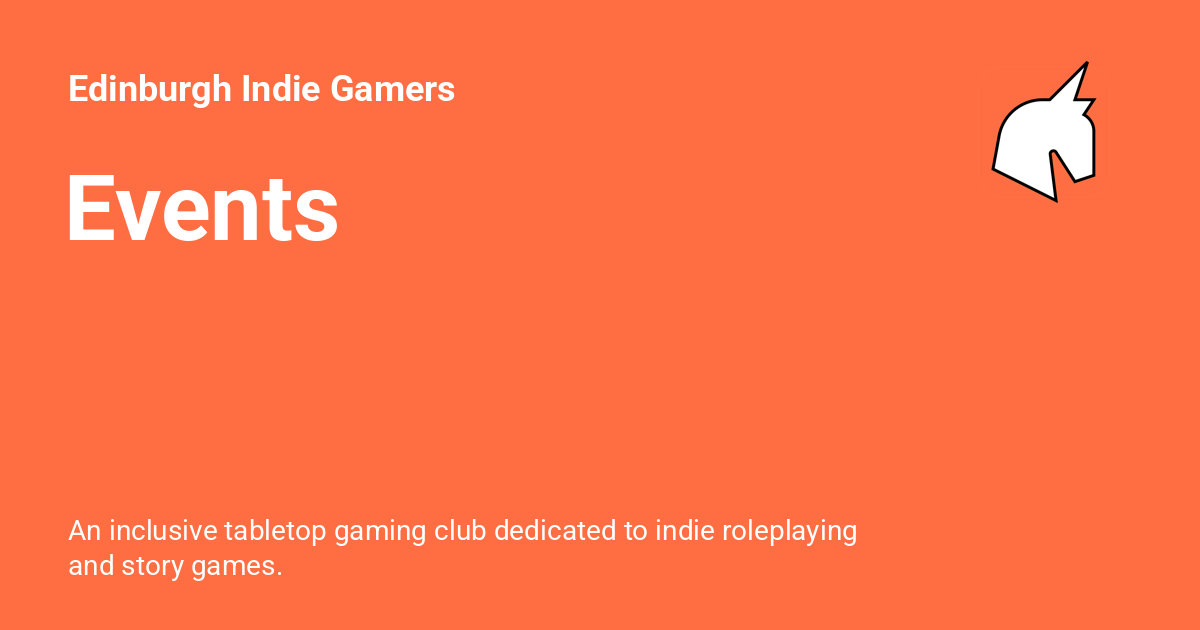 Edinburgh Indie Gamers
Events
An inclusive tabletop gaming club dedicated to indie roleplaying
and story games.